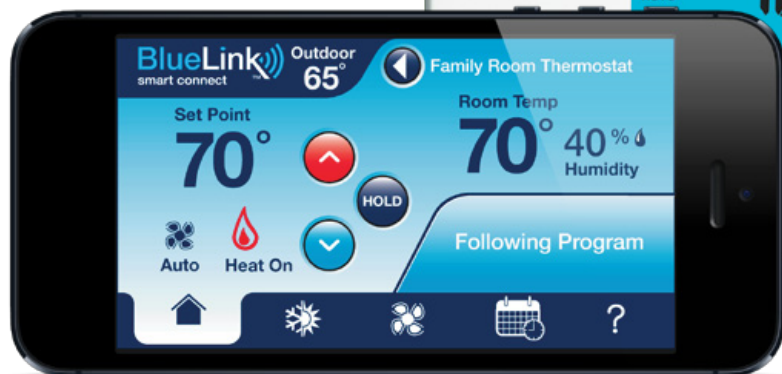 BlueLink
smart connect
TM
Outdoor
65°
Family Room Thermostat
Set Point
70°
Room Temp
70°
40%
Humidity
HOLD
Auto
Heat On
Following Program
?